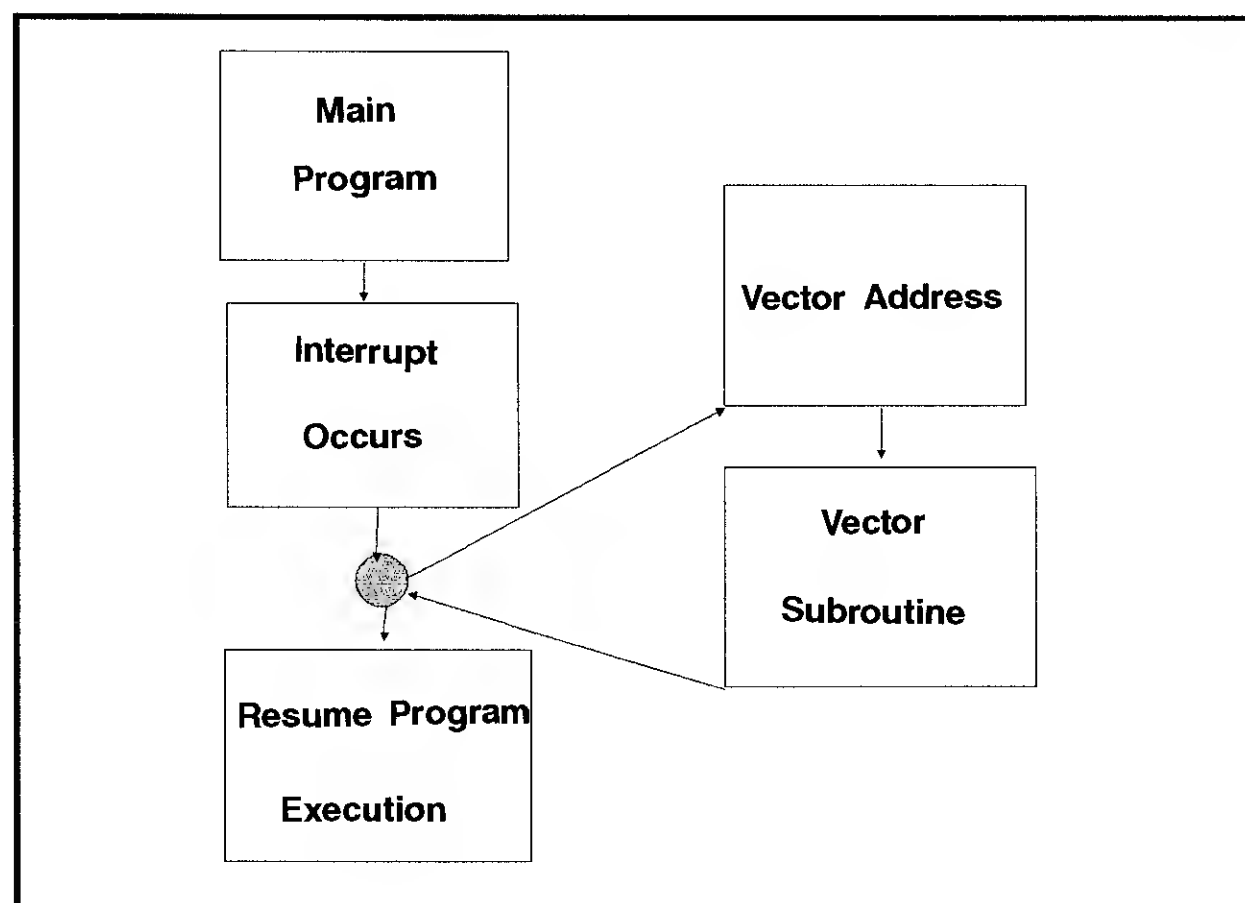 Main
Program
Interrupt
Occurs
Vector Address
Vector
Subroutine
Resume Program
Execution